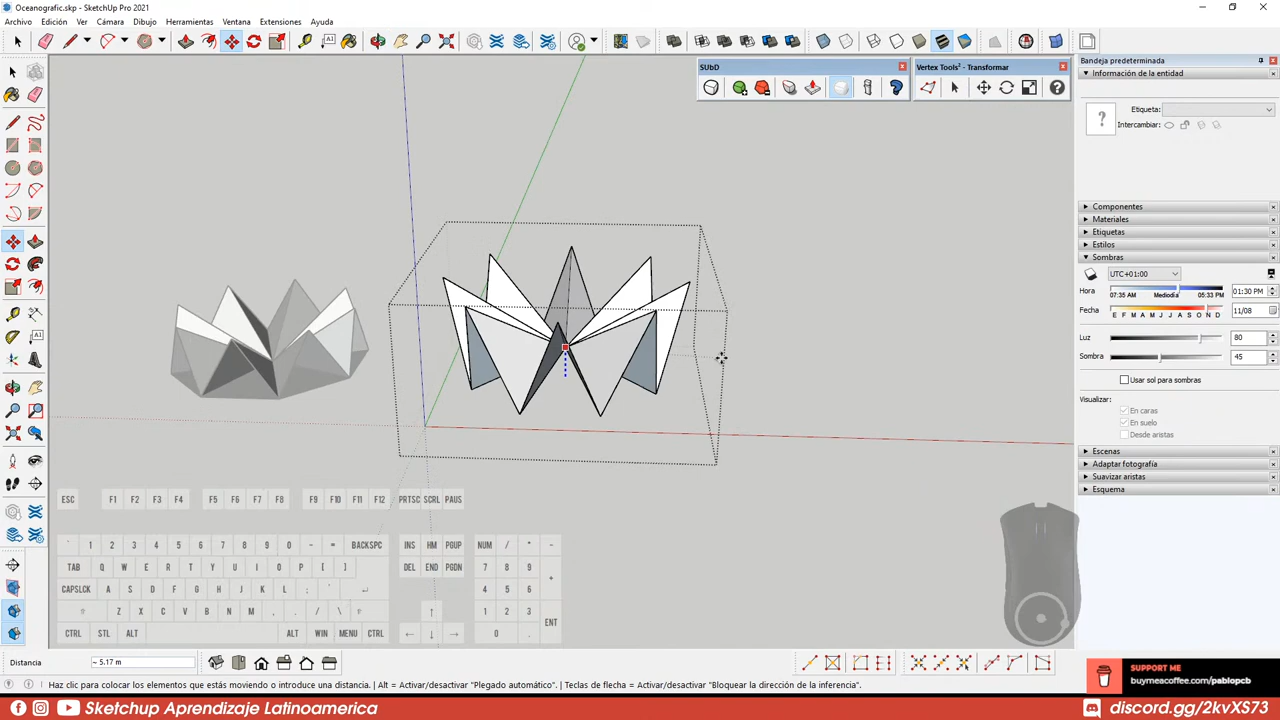 Oceanografic.skp - SketchUp Pro 2021
Archivo Edición Ver Cámara Dibujo Herramientas Ventana Extensiones Ayuda
SUbD
Vertex Tools² - Transformar
Bandeja predeterminada
Información de la entidad
Etiqueta:
Intercambiar:
Componentes
Materiales
Etiquetas
Estilos
Sombras
UTC+01:00
Hora
07:35 AM Mediodía 05:33 PM
01:30 PM
Fecha
E F M A M J J A S O N D
11/08
Luz
80
Sombra
45
Usar sol para sombras
Visualizar:
En caras
En suelo
Desde aristas
Escenas
Adaptar fotografía
Suavizar aristas
Esquema
ESC F1 F2 F3 F4 F5 F6 F7 F8 F9 F10 F11 F12 PRTSC SCRL PAUS
` 1 2 3 4 5 6 7 8 9 0 - = BACKSPC INS HM PGUP NUM / * -
TAB Q W E R T Y U I O P [ ] DEL END PGDN 7 8 9 +
CAPSLCK A S D F G H J K L ; ' 4 5 6
Z X C V B N M , . / \ 1 2 3 ENT
CTRL STL ALT ALT WIN MENU CTRL 0 .
Distancia
~ 5.17 m
Haz clic para colocar los elementos que estás moviendo o introduce una distancia. | Alt = Activar/desactivar "Plegado automático". | Teclas de flecha = Activar/desactivar "Bloquear la dirección de la inferencia".
SUPPORT ME
buymeacoffee.com/pablopcb
Sketchup Aprendizaje Latinoamerica
discord.gg/2kvXS73